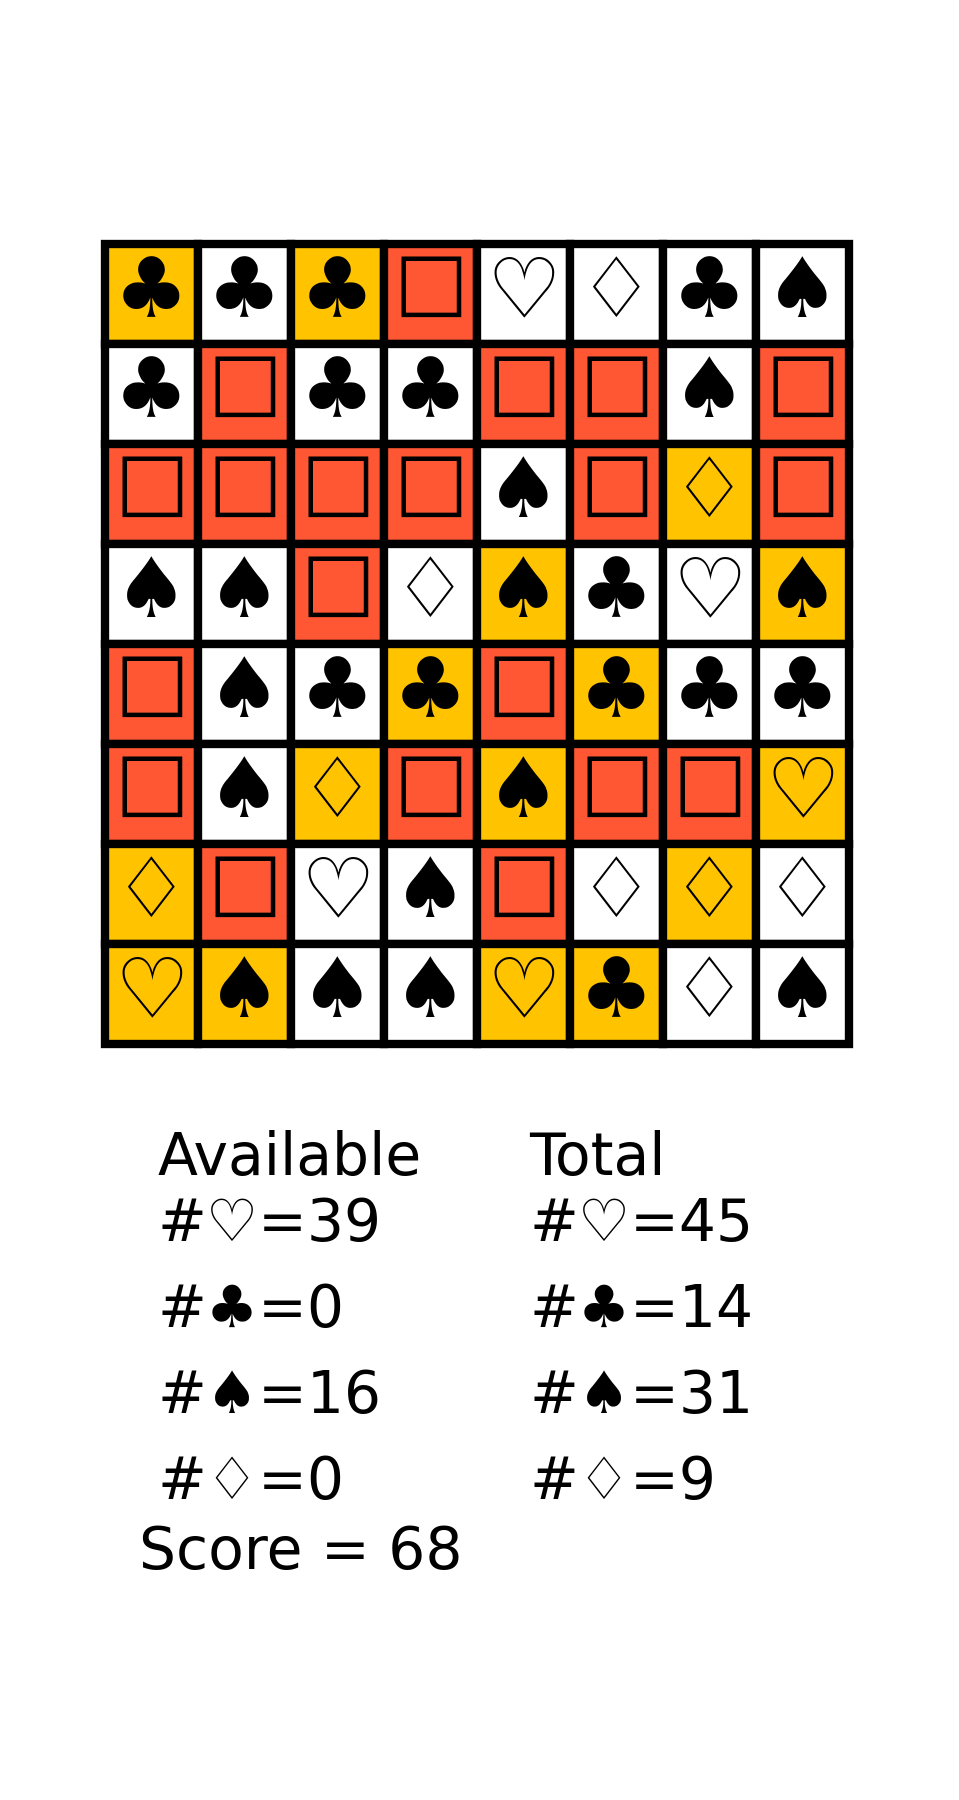 ♣ ♣ ♣ □ ♡ ♢ ♣ ♠
♣ □ ♣ ♣ □ □ ♠ □
□ □ □ □ ♠ □ ♢ □
♠ ♠ □ ♢ ♠ ♣ ♡ ♠
□ ♠ ♣ ♣ □ ♣ ♣ ♣
□ ♠ ♢ □ ♠ □ □ ♡
♢ □ ♡ ♠ □ ♢ ♢ ♢
♡ ♠ ♠ ♠ ♡ ♣ ♢ ♠
Available Total
#♡=39 #♡=45
#♣=0 #♣=14
#♠=16 #♠=31
#♢=0 #♢=9
Score = 68